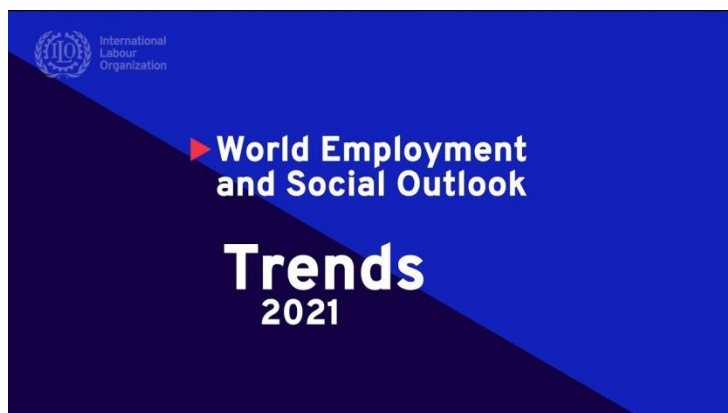 International
Labour
Organization
World Employment
and Social Outlook
Trends
2021